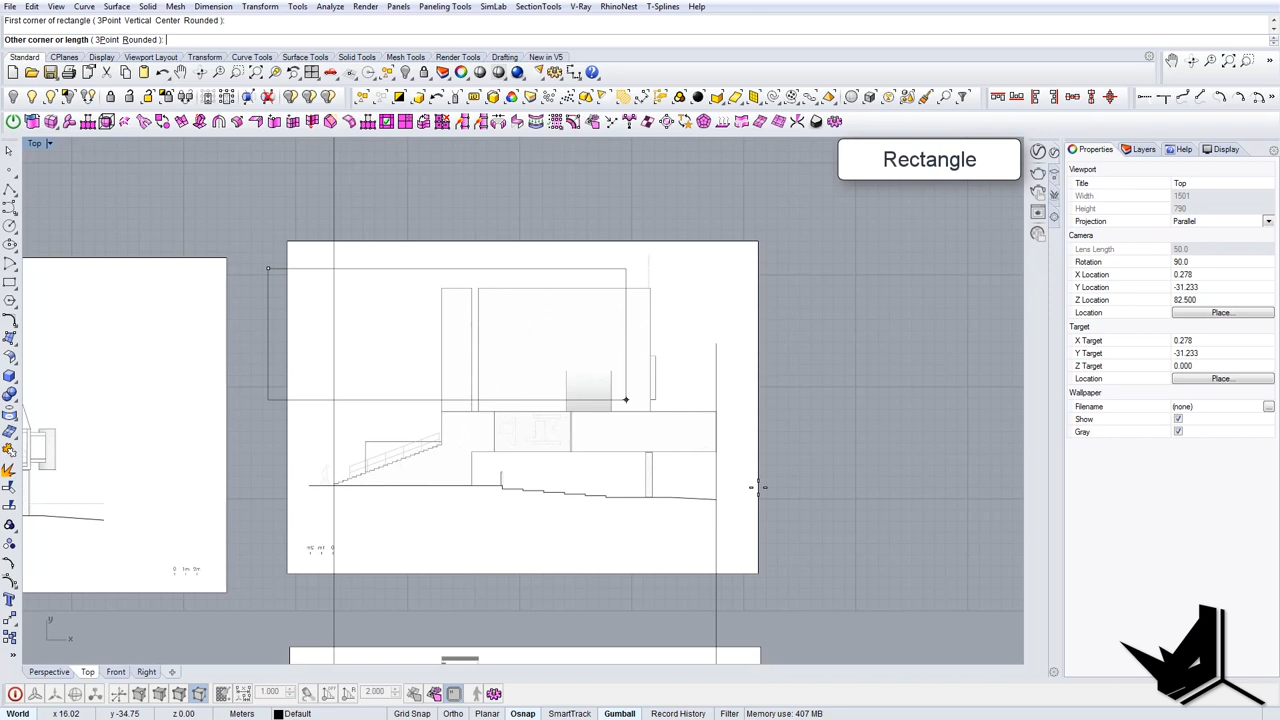 File Edit View Curve Surface Solid Mesh Dimension Transform Tools Analyze Render Panels Paneling Tools SimLab SectionTools V-Ray RhinoNest T-Splines Help
First corner of rectangle ( 3Point Vertical Center Rounded ):
Other corner or length ( 3Point Rounded ):
Standard CPlanes Display Viewport Layout Transform Curve Tools Surface Tools Solid Tools Mesh Tools Render Tools Drafting New in V5
Top
Rectangle
Properties Layers Help Display
Viewport
Title Top
Width 1501
Height 790
Projection Parallel
Camera
Lens Length 50.0
Rotation 90.0
X Location 0.278
Y Location -31.233
Z Location 82.500
Location Place...
Target
X Target 0.278
Y Target -31.233
Z Target 0.000
Location Place...
Wallpaper
Filename (none) ...
Show
Gray
0 1m 2m
y
x
Perspective Top Front Right
1.000 2.000
World x 16.02 y -34.75 z 0.00 Meters Default Grid Snap Ortho Planar Osnap SmartTrack Gumball Record History Filter Memory use: 407 MB